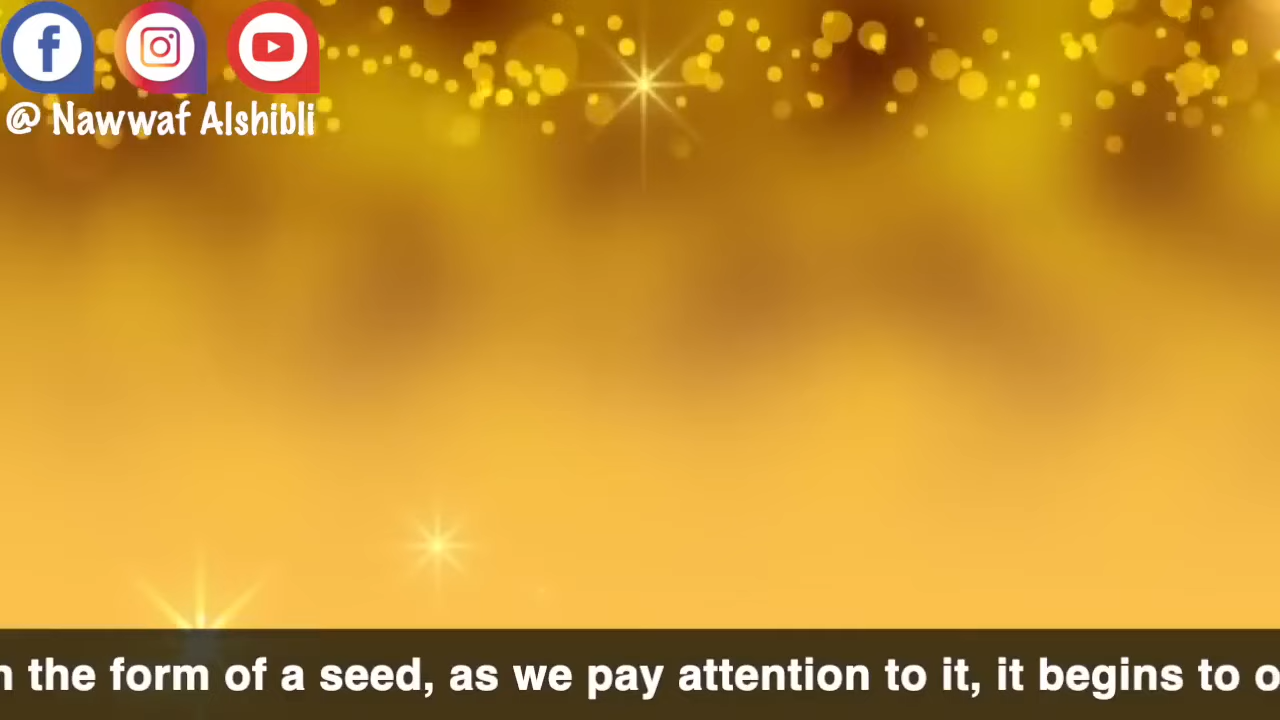 @ Nawwaf Alshibli
the form of a seed, as we pay attention to it, it begins to